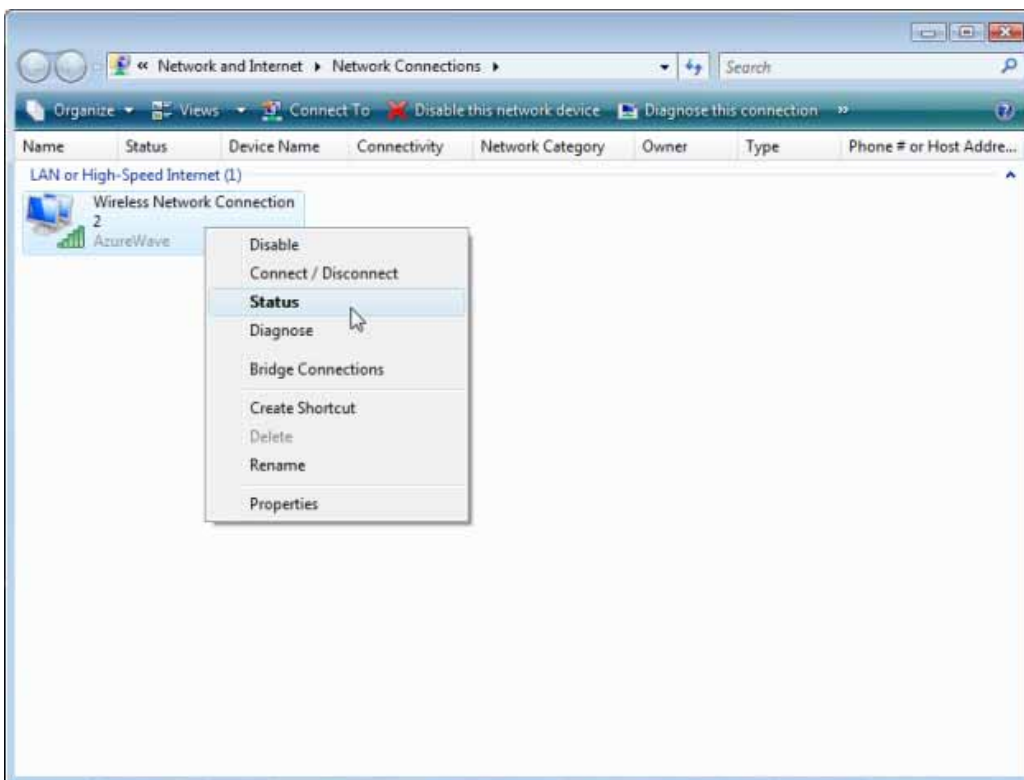 « Network and Internet ▸ Network Connections ▸ Search
Organize Views Connect To Disable this network device Diagnose this connection »
Name Status Device Name Connectivity Network Category Owner Type Phone # or Host Addre...
LAN or High-Speed Internet (1)
Wireless Network Connection
2
AzureWave
Disable
Connect / Disconnect
Status
Diagnose
Bridge Connections
Create Shortcut
Delete
Rename
Properties